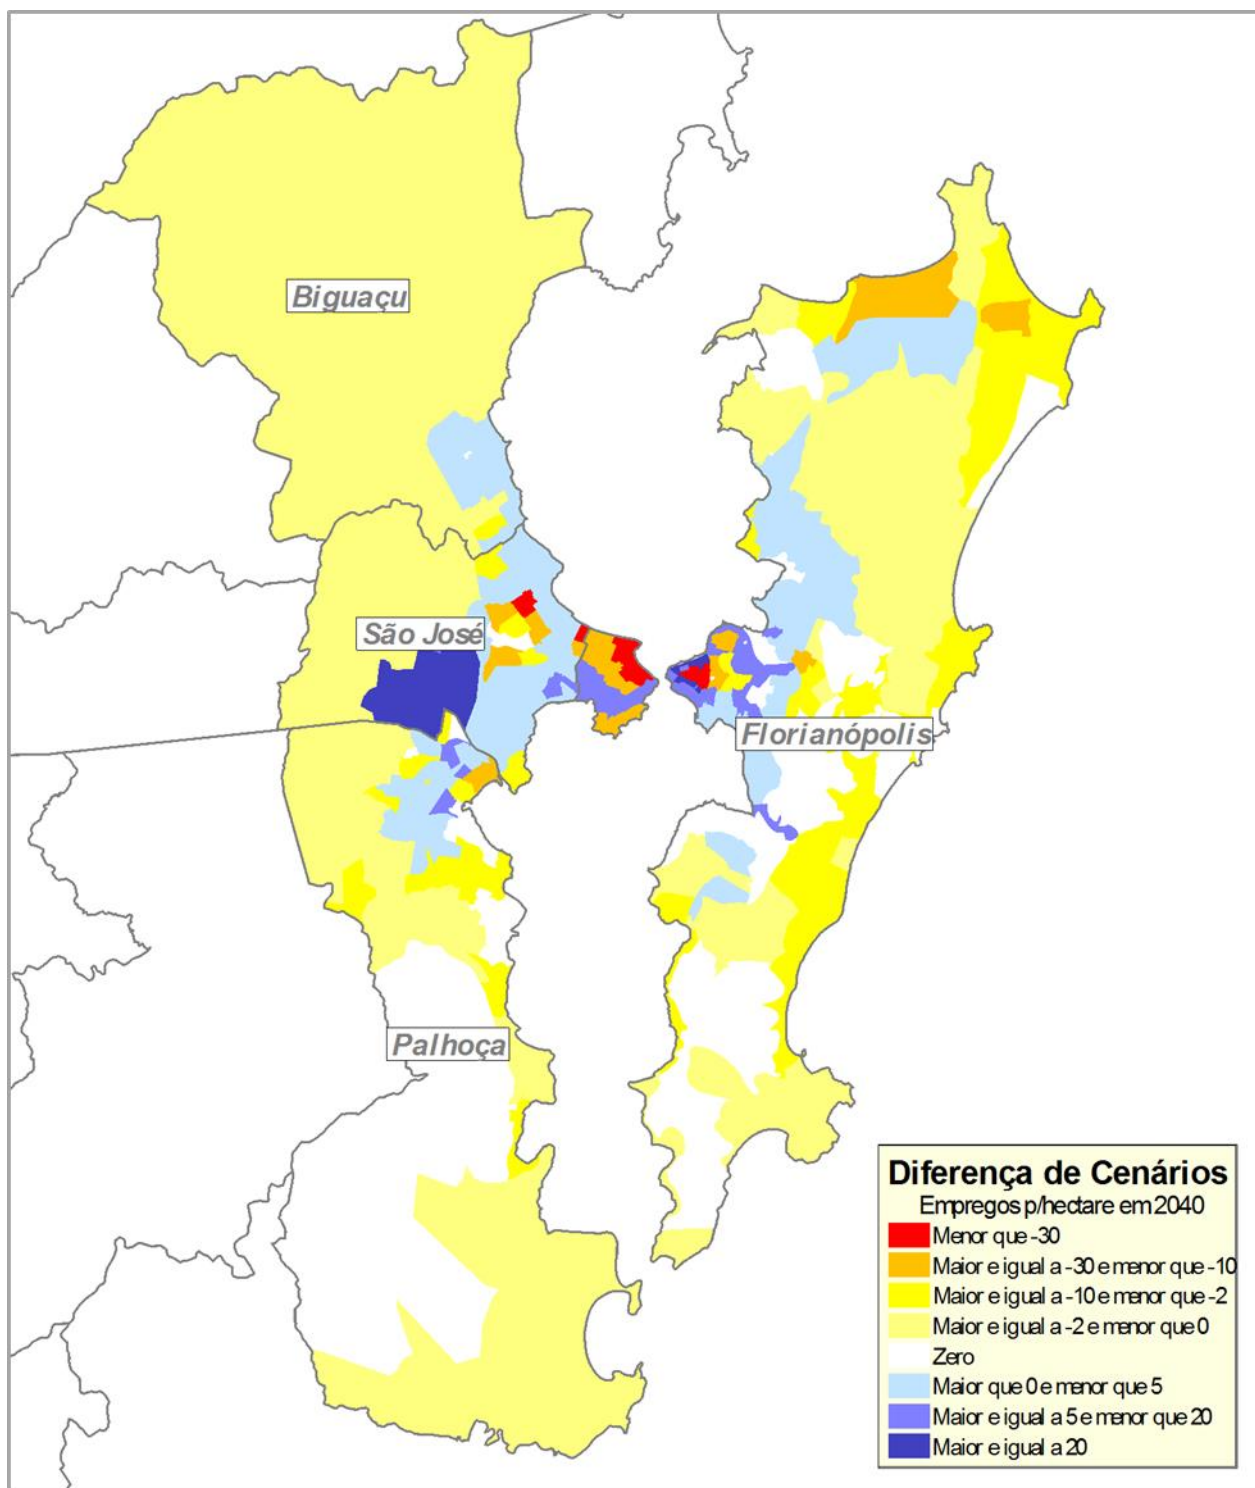 Biguaçu
São José
Florianópolis
Palhoça
Diferença de Cenários
Empregos p/hectare em 2040
Menor que -30
Maior e igual a -30 e menor que -10
Maior e igual a -10 e menor que -2
Maior e igual a -2 e menor que 0
Zero
Maior que 0 e menor que 5
Maior e igual a 5 e menor que 20
Maior e igual a 20